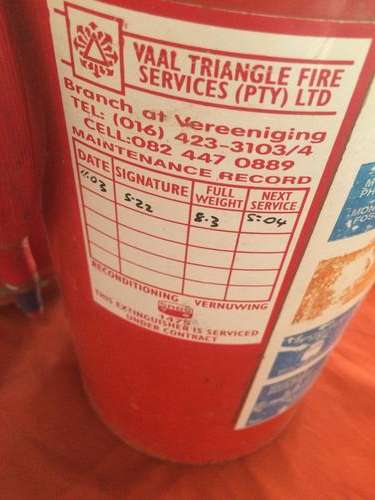 VAAL TRIANGLE FIRE
SERVICES (PTY) LTD
Branch at Vereeniging
TEL: (016) 423-3103/4
CELL:082 447 0889
MAINTENANCE RECORD
DATE SIGNATURE FULL WEIGHT NEXT SERVICE
5.22 8.3 5:04
RECONDITIONING VERNUWING
1475
THIS EXTINGUISHER IS SERVICED
UNDER CONTRACT